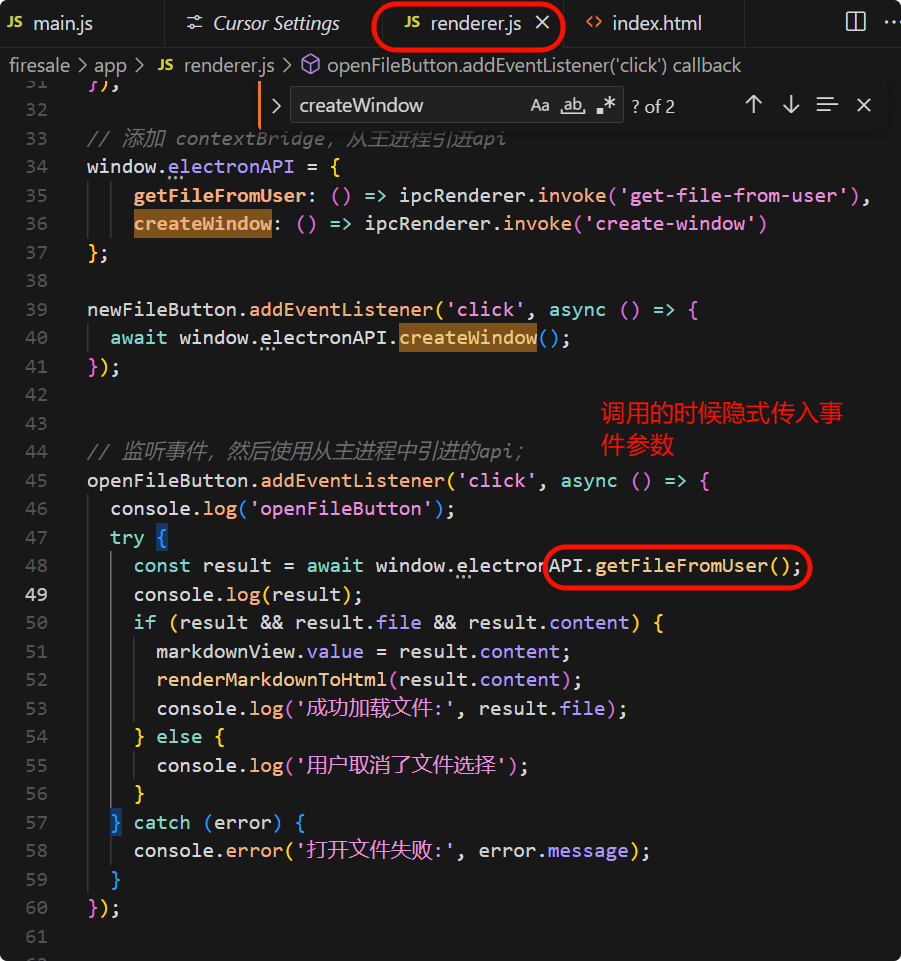 JS main.js Cursor Settings JS renderer.js index.html
firesale > app > JS renderer.js > openFileButton.addEventListener('click') callback
31 });
createWindow Aa ab .* ? of 2
32
33 // 添加 contextBridge，从主进程引进api
34 window.electronAPI = {
35 getFileFromUser: () => ipcRenderer.invoke('get-file-from-user'),
36 createWindow: () => ipcRenderer.invoke('create-window')
37 };
38
39 newFileButton.addEventListener('click', async () => {
40 await window.electronAPI.createWindow();
41 });
42
43
调用的时候隐式传入事
件参数
44 // 监听事件，然后使用从主进程中引进的api;
45 openFileButton.addEventListener('click', async () => {
46 console.log('openFileButton');
47 try {
48 const result = await window.electronAPI.getFileFromUser();
49 console.log(result);
50 if (result && result.file && result.content) {
51 markdownView.value = result.content;
52 renderMarkdownToHtml(result.content);
53 console.log('成功加载文件:', result.file);
54 } else {
55 console.log('用户取消了文件选择');
56 }
57 } catch (error) {
58 console.error('打开文件失败:', error.message);
59 }
60 });
61